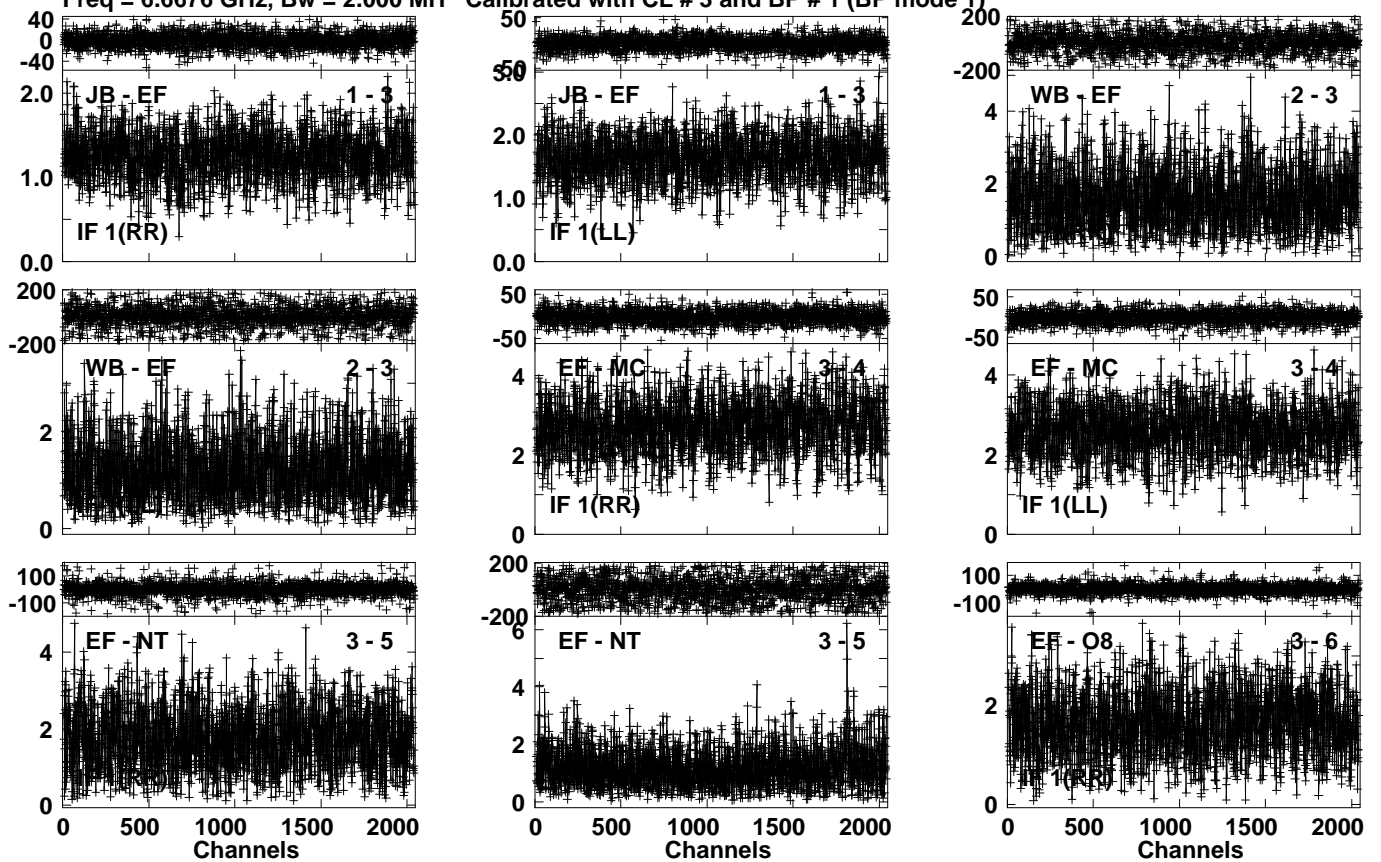 Freq = 6.6676 GHz, Bw = 2.000 MH Calibrated with CL # 3 and BP # 1 (BP mode 1)
40
0
-40
50
50
200
-200
2.0
1.0
0.0
JB - EF 1 - 3
IF 1(RR)
3.0
2.0
1.0
0.0
JB - EF 1 - 3
IF 1(LL)
4
2
0
WB - EF 2 - 3
200
-200
50
-50
50
-50
2
0
WB - EF 2 - 3
4
2
0
EF - MC 3 - 4
IF 1(RR)
4
2
0
EF - MC 3 - 4
IF 1(LL)
100
-100
200
-200
100
-100
4
2
0
EF - NT 3 - 5
6
4
2
0
EF - NT 3 - 5
2
0
EF - O8 3 - 6
IF 1(RR)
0 500 1000 1500 2000
0 500 1000 1500 2000
0 500 1000 1500 2000
Channels
Channels
Channels